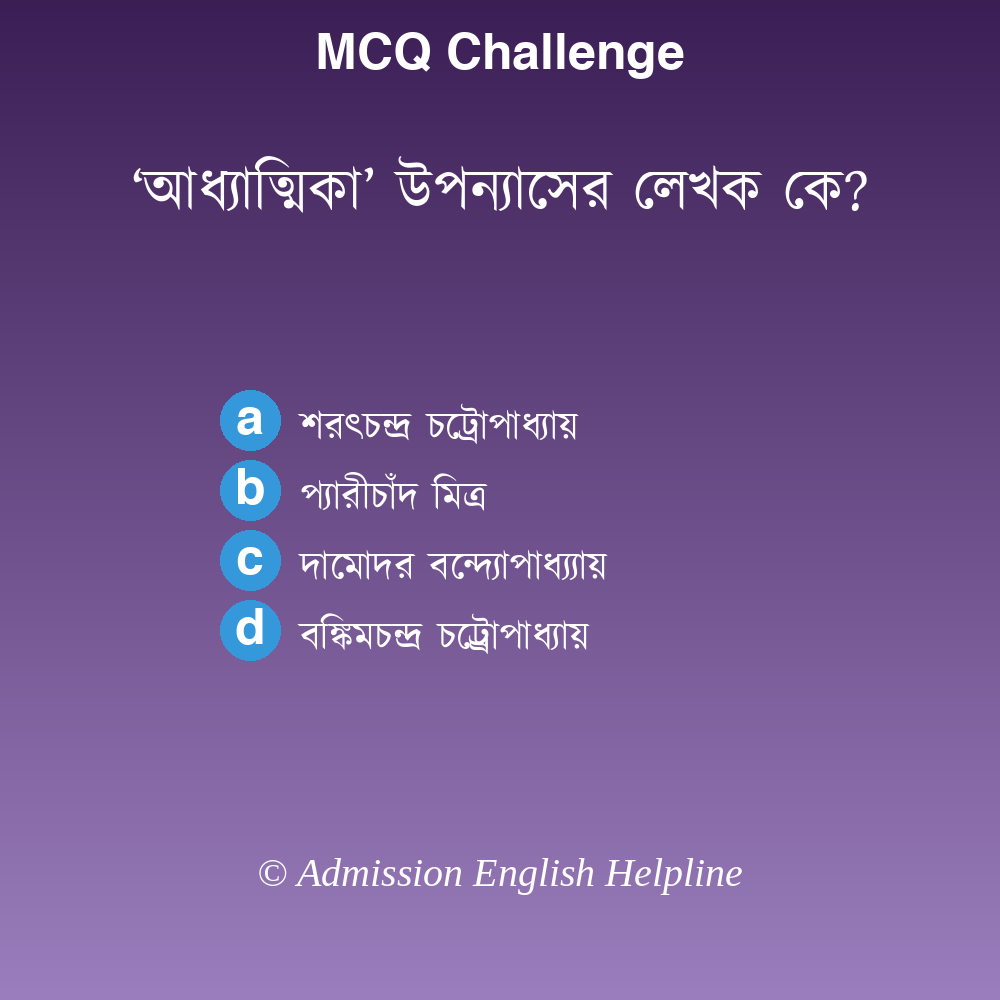 MCQ Challenge
‘আধ্যাত্মিকা’ উপন্যাসের লেখক কে?
a শরৎচন্দ্র চট্রোপাধ্যায়
b প্যারীচাঁদ মিত্র
c দামোদর বন্দ্যোপাধ্য্যায়
d বঙ্কিমচন্দ্র চট্ট্রোপাধ্যায়
© Admission English Helpline